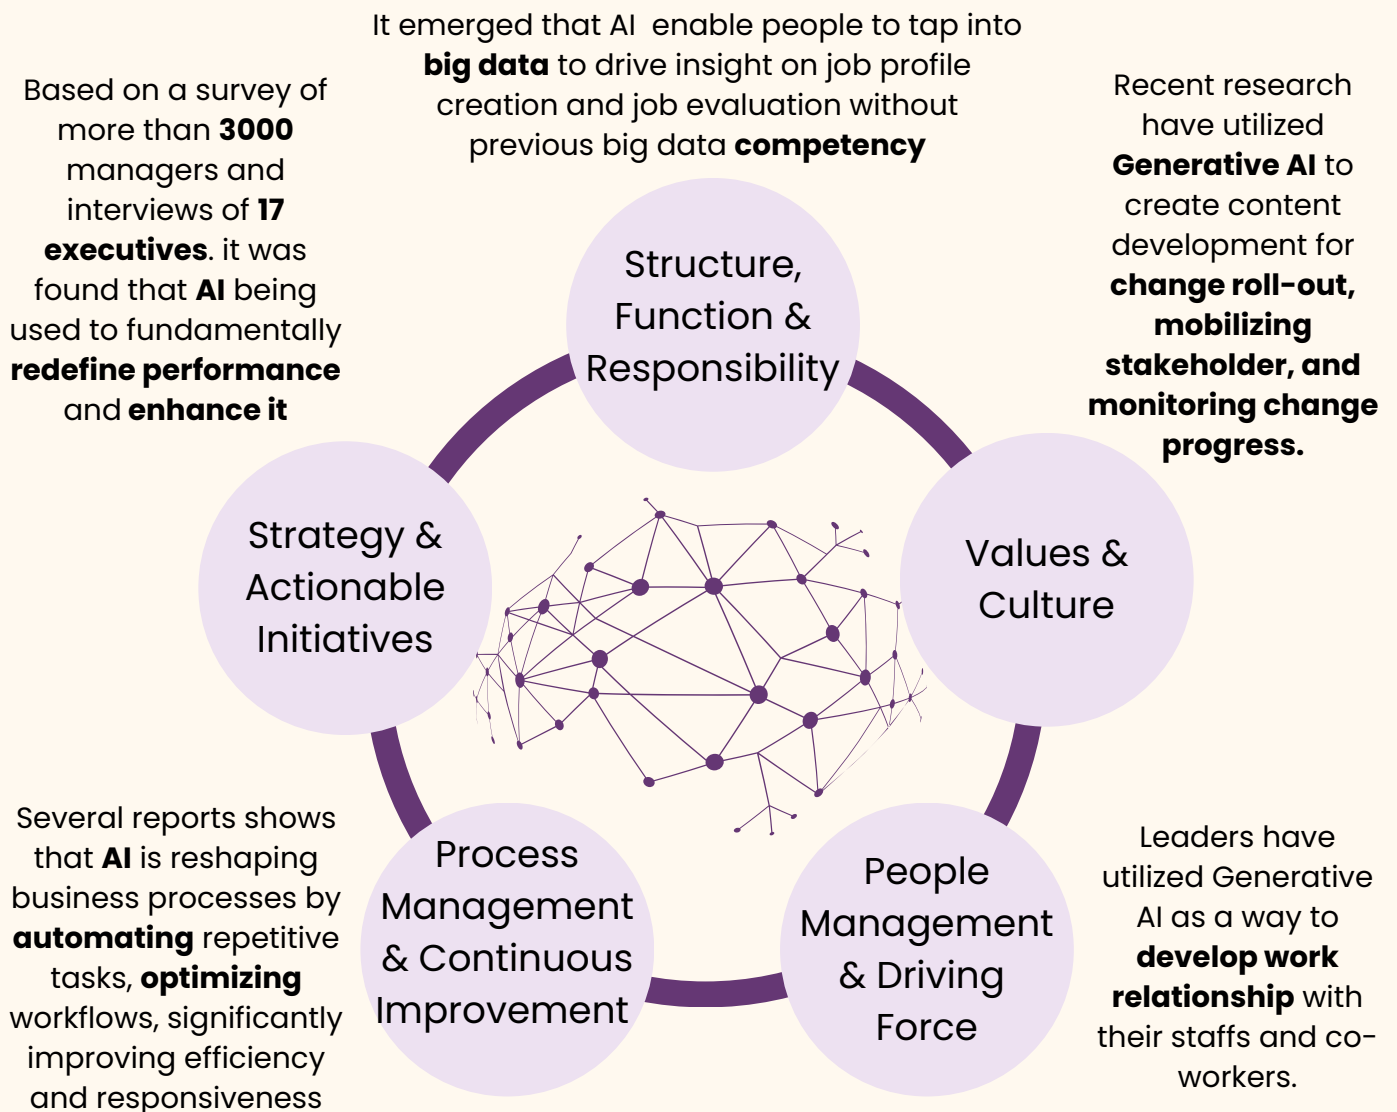 It emerged that AI enable people to tap into
big data to drive insight on job profile
creation and job evaluation without
previous big data competency
Based on a survey of
more than 3000
managers and
interviews of 17
executives. it was
found that AI being
used to fundamentally
redefine performance
and enhance it
Recent research
have utilized
Generative AI to
create content
development for
change roll-out,
mobilizing
stakeholder, and
monitoring change
progress.
Structure,
Function &
Responsibility
Strategy &
Actionable
Initiatives
Values &
Culture
Process
Management
& Continuous
Improvement
People
Management
& Driving
Force
Several reports shows
that AI is reshaping
business processes by
automating repetitive
tasks, optimizing
workflows, significantly
improving efficiency
and responsiveness
Leaders have
utilized Generative
AI as a way to
develop work
relationship with
their staffs and co-
workers.